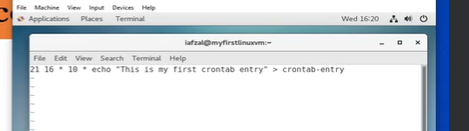 File Machine View Input Devices Help
Applications Places Terminal Wed 16:20
iafzal@myfirstlinuxvm:~
File Edit View Search Terminal Help
21 16 * 10 * echo "This is my first crontab entry" > crontab-entry
~
~
~
~
~